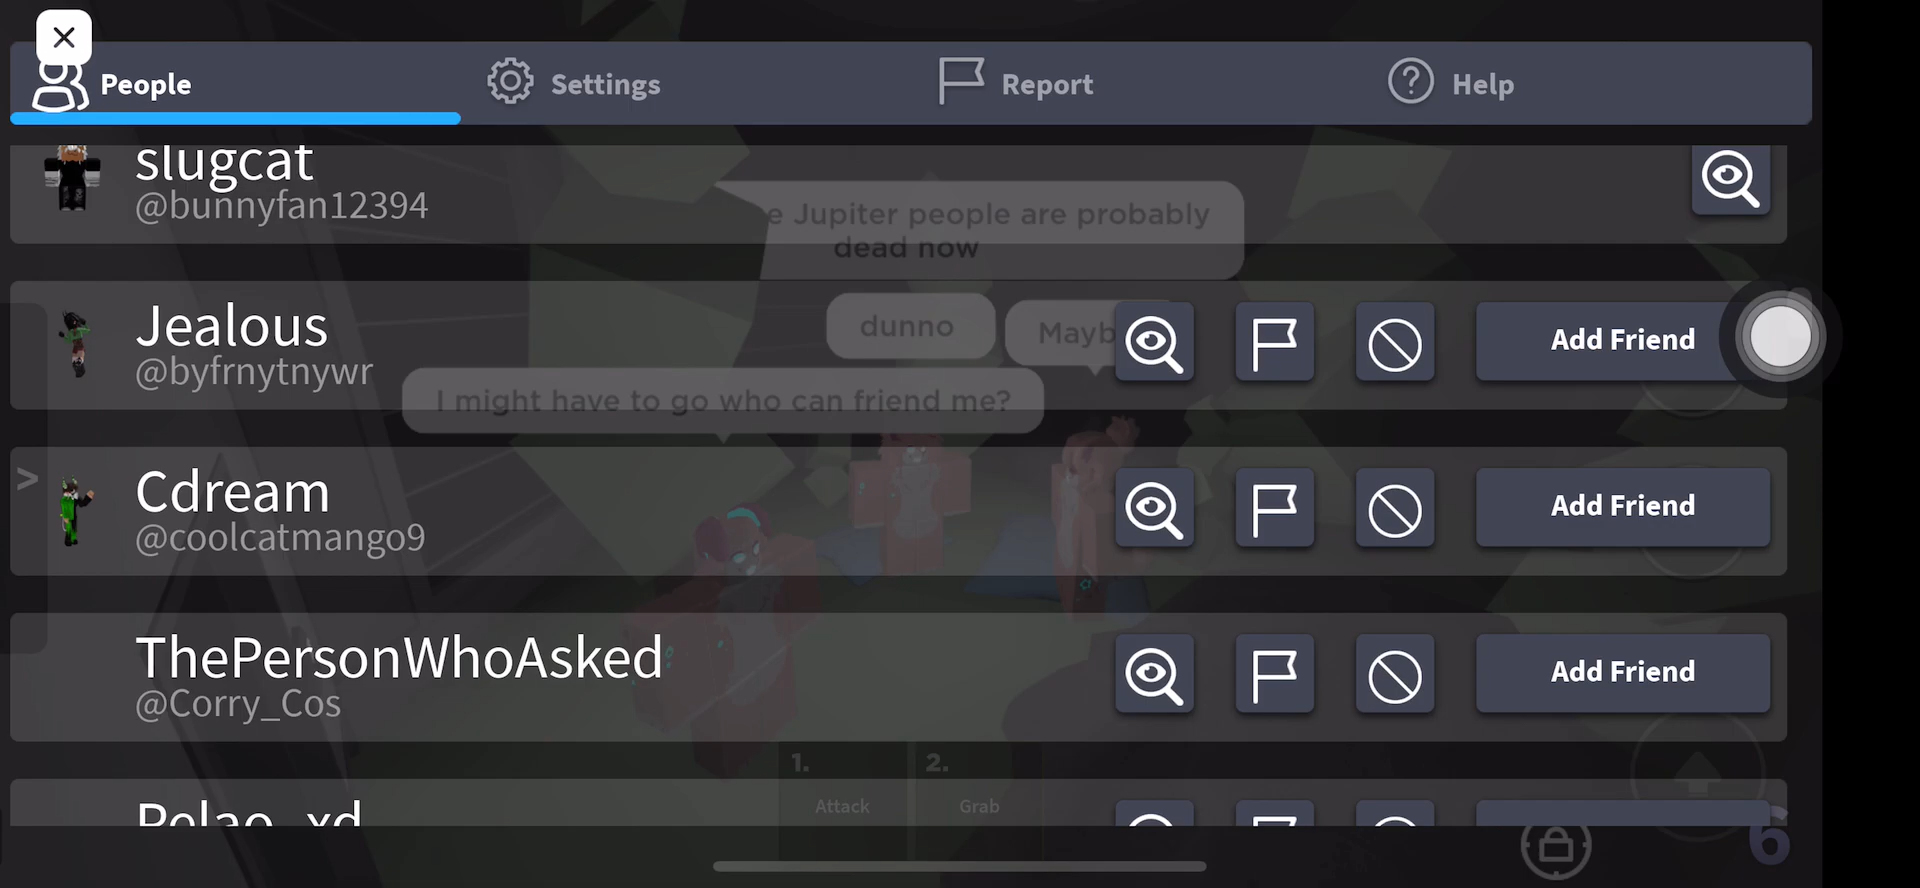 People
Settings
Report
Help
slugcat
@bunnyfan12394
e Jupiter people are probably
dead now
Jealous
@byfrnytnywr
dunno
Mayb
Add Friend
I might have to go who can friend me?
>
Cdream
@coolcatmango9
Add Friend
ThePersonWhoAsked
@Corry_Cos
Add Friend
1.
2.
Attack
Grab
6